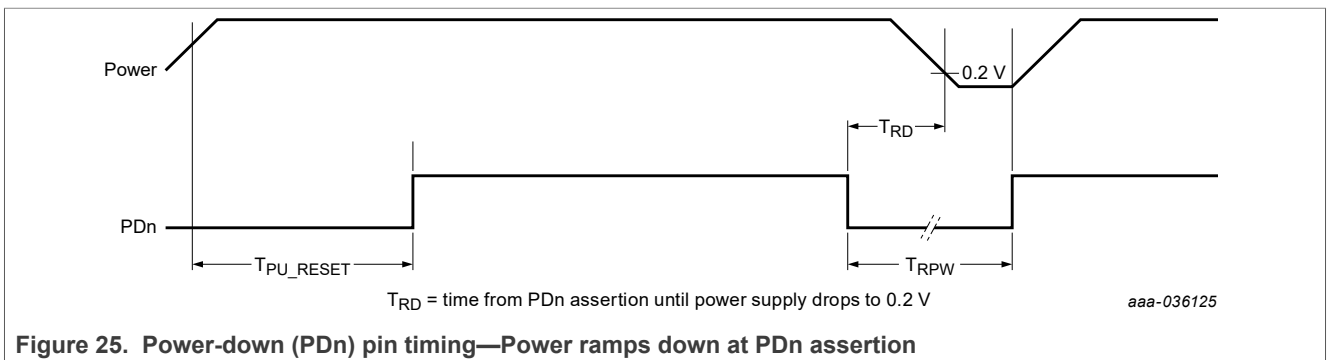 Power
0.2 V
TRD
PDn
TPU_RESET
TRPW
TRD = time from PDn assertion until power supply drops to 0.2 V
aaa-036125
Figure 25. Power-down (PDn) pin timing—Power ramps down at PDn assertion